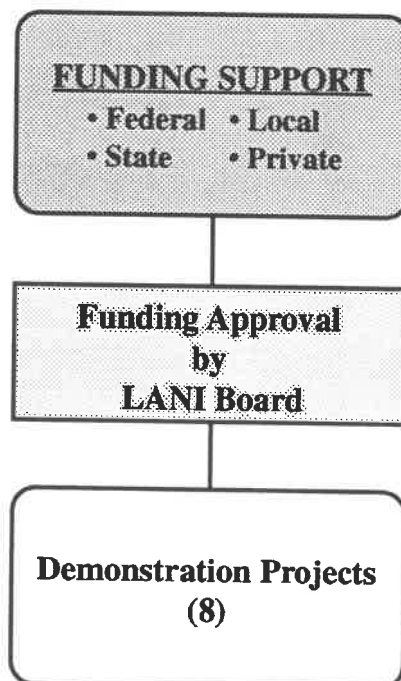 FUNDING SUPPORT
• Federal • Local
• State • Private
Funding Approval
by
LANI Board
Demonstration Projects
(8)